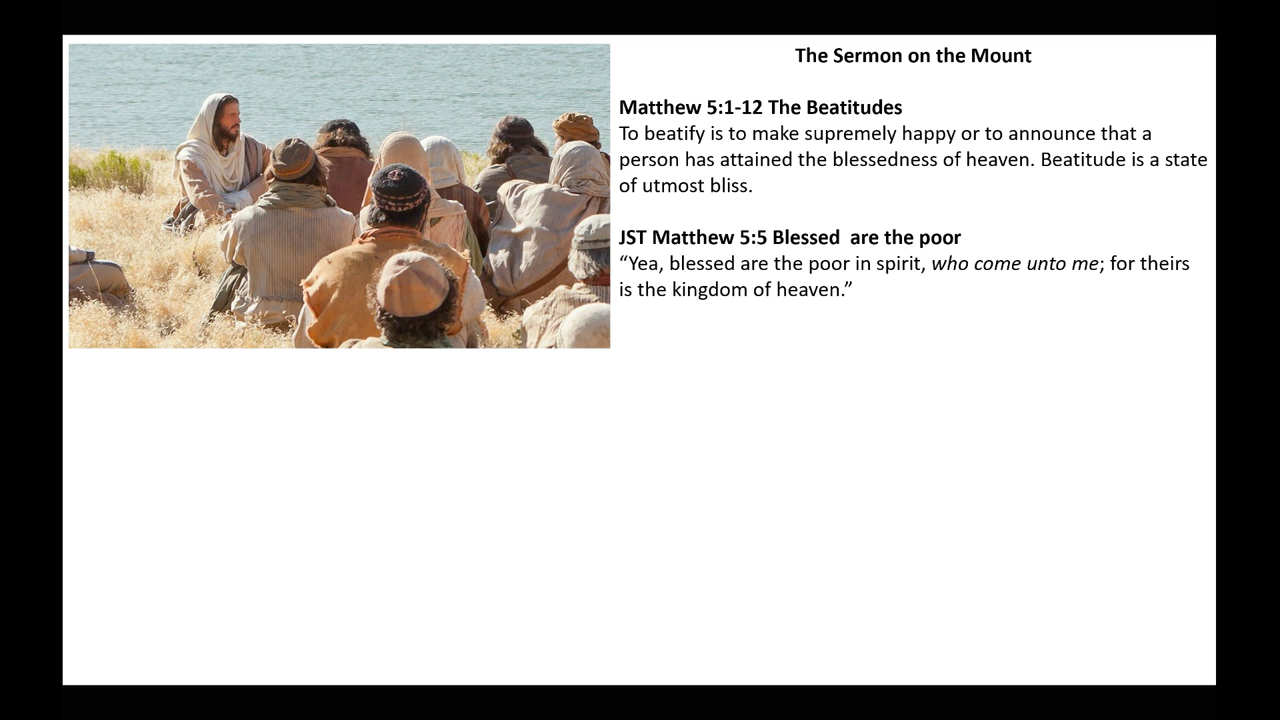 The Sermon on the Mount
Matthew 5:1-12 The Beatitudes
To beatify is to make supremely happy or to announce that a
person has attained the blessedness of heaven. Beatitude is a state
of utmost bliss.
JST Matthew 5:5 Blessed  are the poor
“Yea, blessed are the poor in spirit, who come unto me; for theirs
is the kingdom of heaven.”